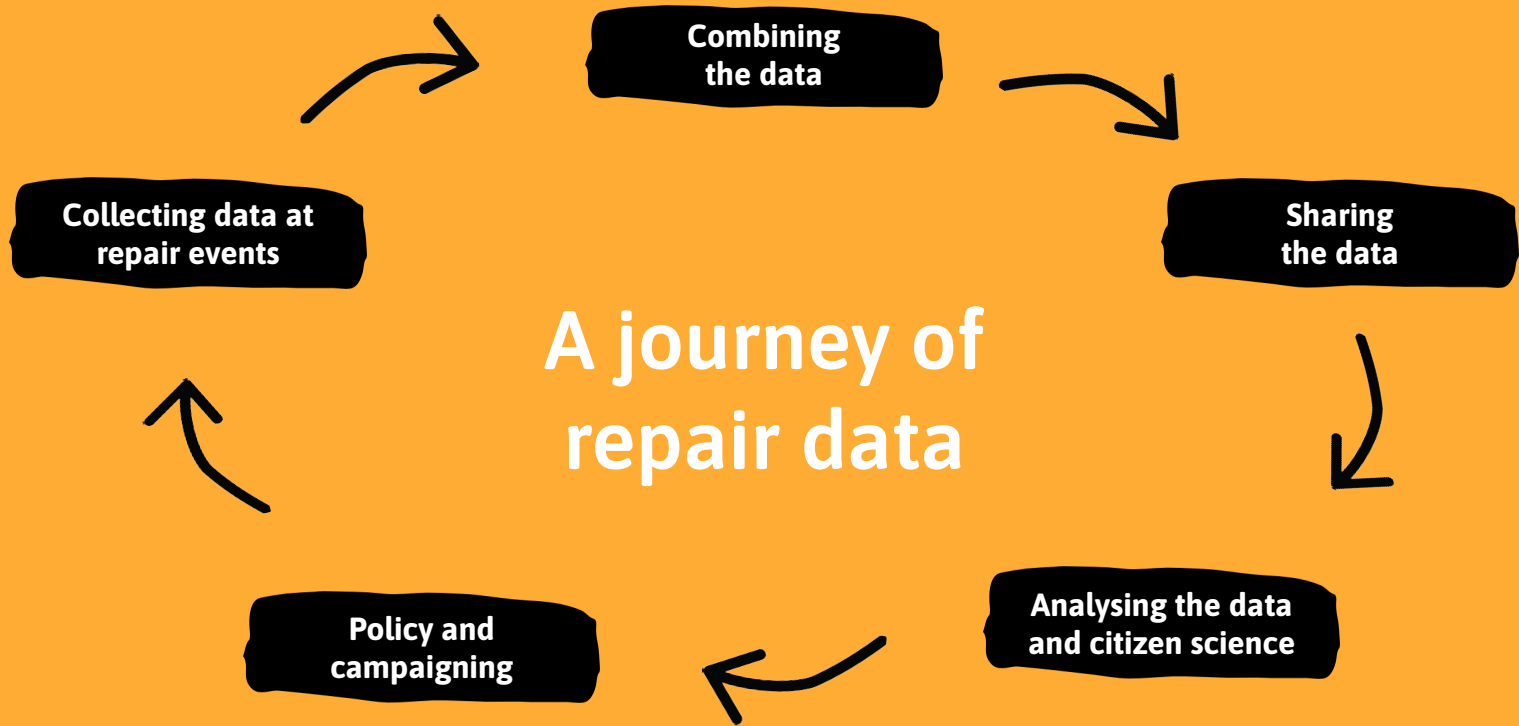 Combining
the data
Collecting data at
repair events
Sharing
the data
A journey of
repair data
Analysing the data
and citizen science
Policy and
campaigning